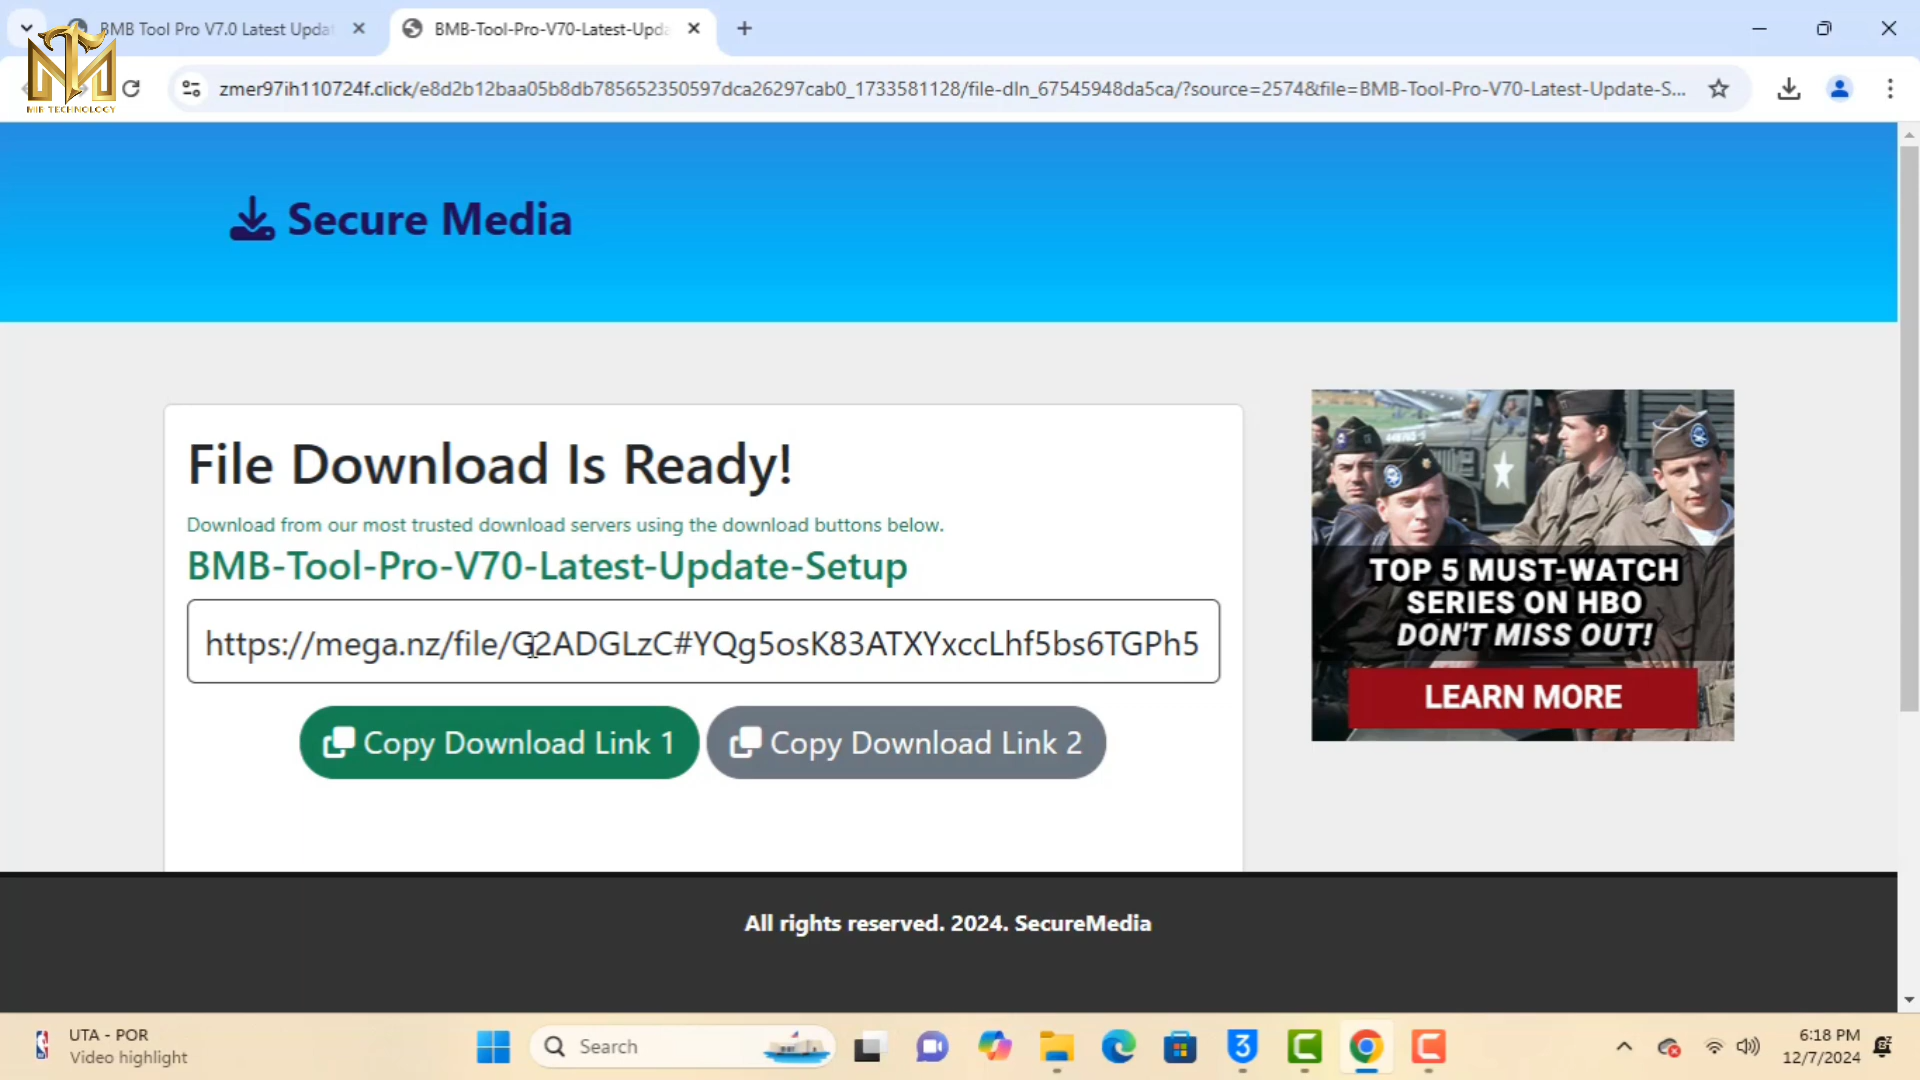 BMB Tool Pro V7.0 Latest Upda
BMB-Tool-Pro-V70-Latest-Upda
MIE TECHNOLOGY
zmer97ih110724f.click/e8d2b12baa05b8db785652350597dca26297cab0_1733581128/file-dln_67545948da5ca/?source=2574&file=BMB-Tool-Pro-V70-Latest-Update-S...
Secure Media
File Download Is Ready!
Download from our most trusted download servers using the download buttons below.
BMB-Tool-Pro-V70-Latest-Update-Setup
https://mega.nz/file/G2ADGLzC#YQg5osK83ATXYxccLhf5bs6TGPh5
Copy Download Link 1
Copy Download Link 2
TOP 5 MUST-WATCH
SERIES ON HBO
DON'T MISS OUT!
LEARN MORE
All rights reserved. 2024. SecureMedia
UTA - POR
Video highlight
Search
6:18 PM
12/7/2024